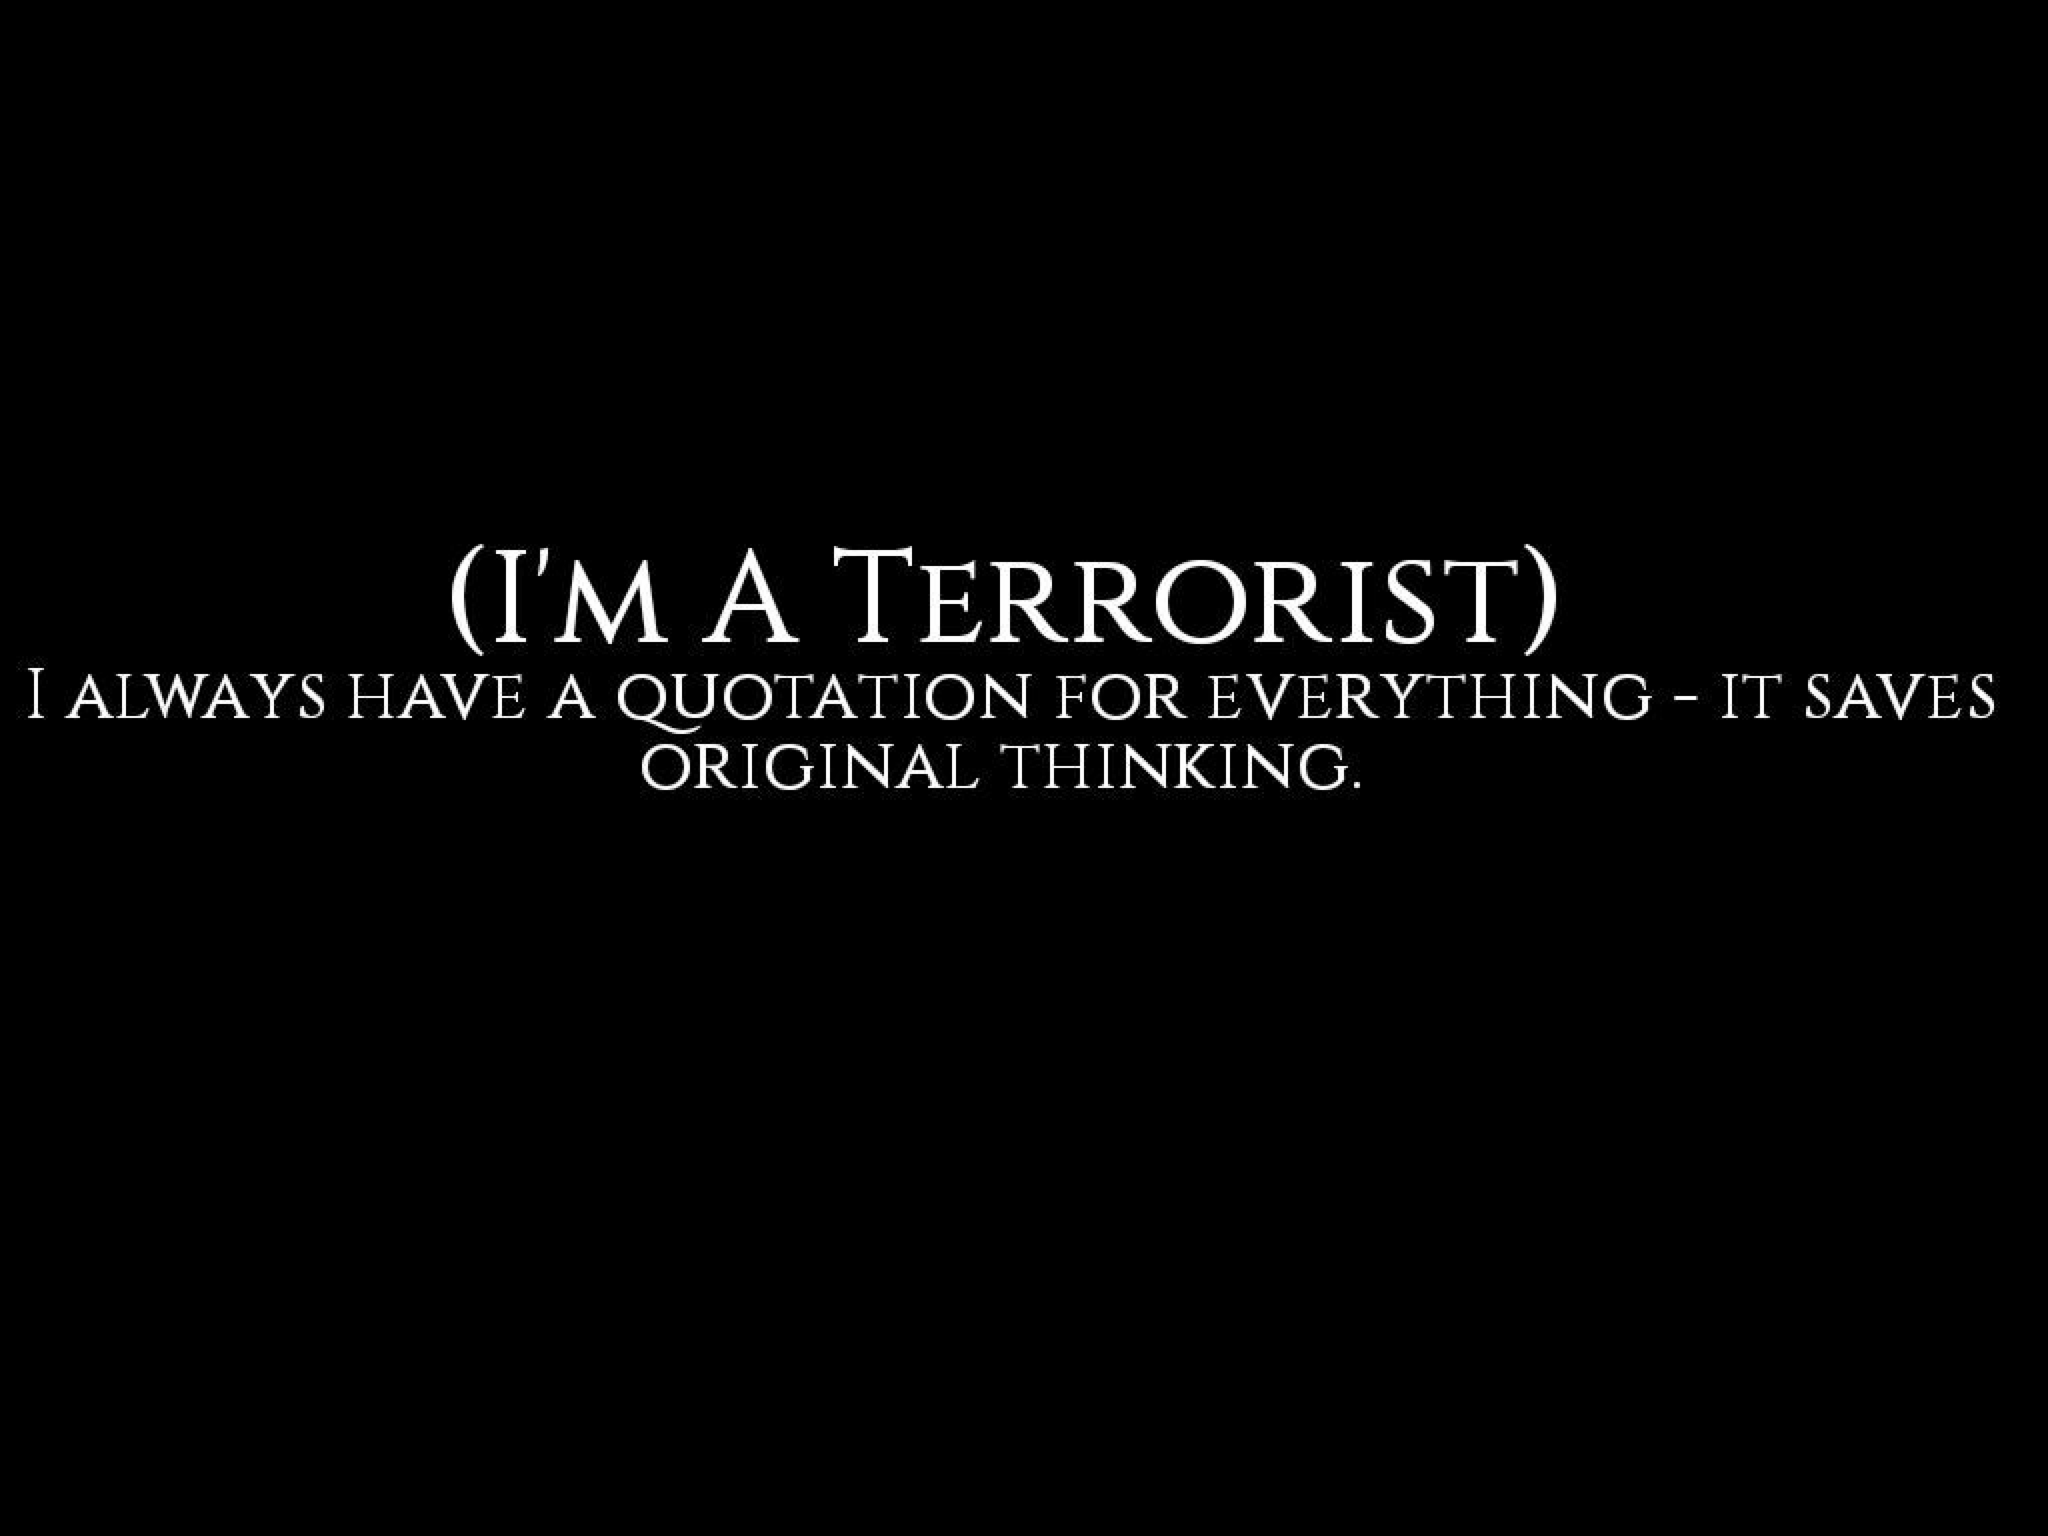 (I'm A Terrorist)
I always have a quotation for everything - it saves
original thinking.